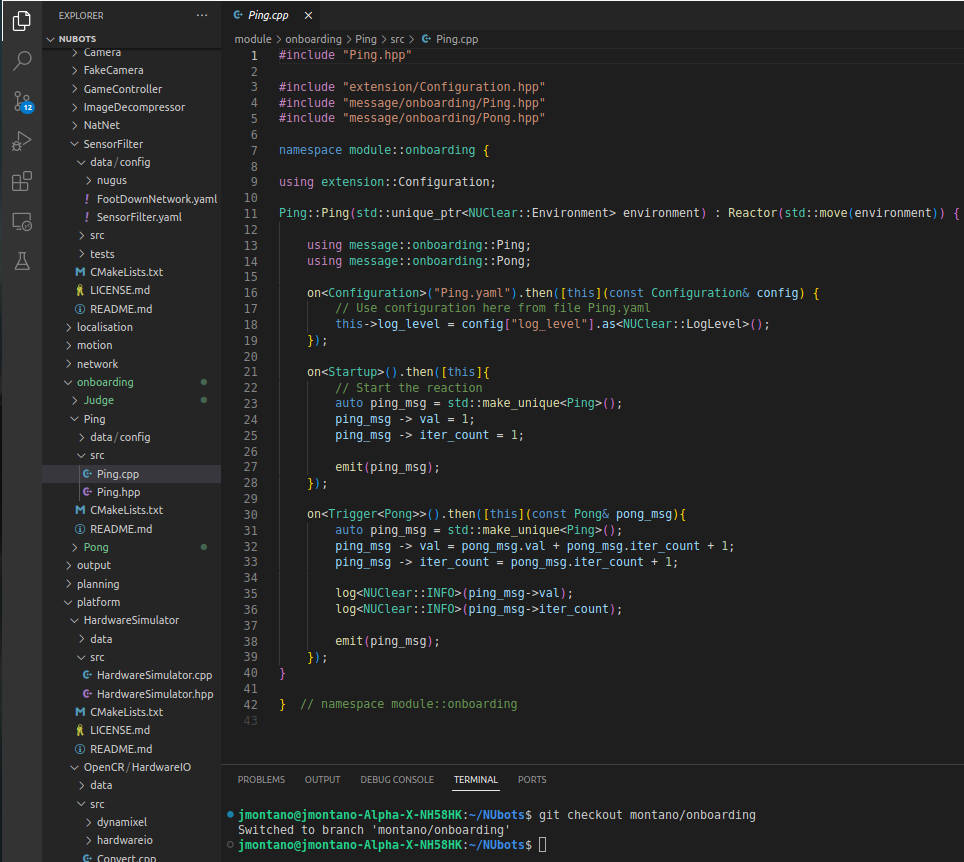 EXPLORER
NUBOTS
Camera
FakeCamera
GameController
ImageDecompressor
NatNet
SensorFilter
data/config
nugus
FootDownNetwork.yaml
SensorFilter.yaml
src
tests
CMakeLists.txt
LICENSE.md
README.md
localisation
motion
network
onboarding
Judge
Ping
data/config
src
Ping.cpp
Ping.hpp
CMakeLists.txt
README.md
Pong
output
planning
platform
HardwareSimulator
data
src
HardwareSimulator.cpp
HardwareSimulator.hpp
CMakeLists.txt
LICENSE.md
README.md
OpenCR/HardwareIO
data
src
dynamixel
hardwareio
Convert.cpp
12
Ping.cpp
module > onboarding > Ping > src > Ping.cpp
1 #include "Ping.hpp"
2
3 #include "extension/Configuration.hpp"
4 #include "message/onboarding/Ping.hpp"
5 #include "message/onboarding/Pong.hpp"
6
7 namespace module::onboarding {
8
9 using extension::Configuration;
10
11 Ping::Ping(std::unique_ptr<NUClear::Environment> environment) : Reactor(std::move(environment)) {
12
13 using message::onboarding::Ping;
14 using message::onboarding::Pong;
15
16 on<Configuration>("Ping.yaml").then([this](const Configuration& config) {
17 // Use configuration here from file Ping.yaml
18 this->log_level = config["log_level"].as<NUClear::LogLevel>();
19 });
20
21 on<Startup>().then([this]{
22 // Start the reaction
23 auto ping_msg = std::make_unique<Ping>();
24 ping_msg -> val = 1;
25 ping_msg -> iter_count = 1;
26
27 emit(ping_msg);
28 });
29
30 on<Trigger<Pong>>().then([this](const Pong& pong_msg){
31 auto ping_msg = std::make_unique<Ping>();
32 ping_msg -> val = pong_msg.val + pong_msg.iter_count + 1;
33 ping_msg -> iter_count = pong_msg.iter_count + 1;
34
35 log<NUClear::INFO>(ping_msg->val);
36 log<NUClear::INFO>(ping_msg->iter_count);
37
38 emit(ping_msg);
39 });
40 }
41
42 } // namespace module::onboarding
43
PROBLEMS OUTPUT DEBUG CONSOLE TERMINAL PORTS
jmontano@jmontano-Alpha-X-NH58HK:~/NUbots$ git checkout montano/onboarding
Switched to branch 'montano/onboarding'
jmontano@jmontano-Alpha-X-NH58HK:~/NUbots$